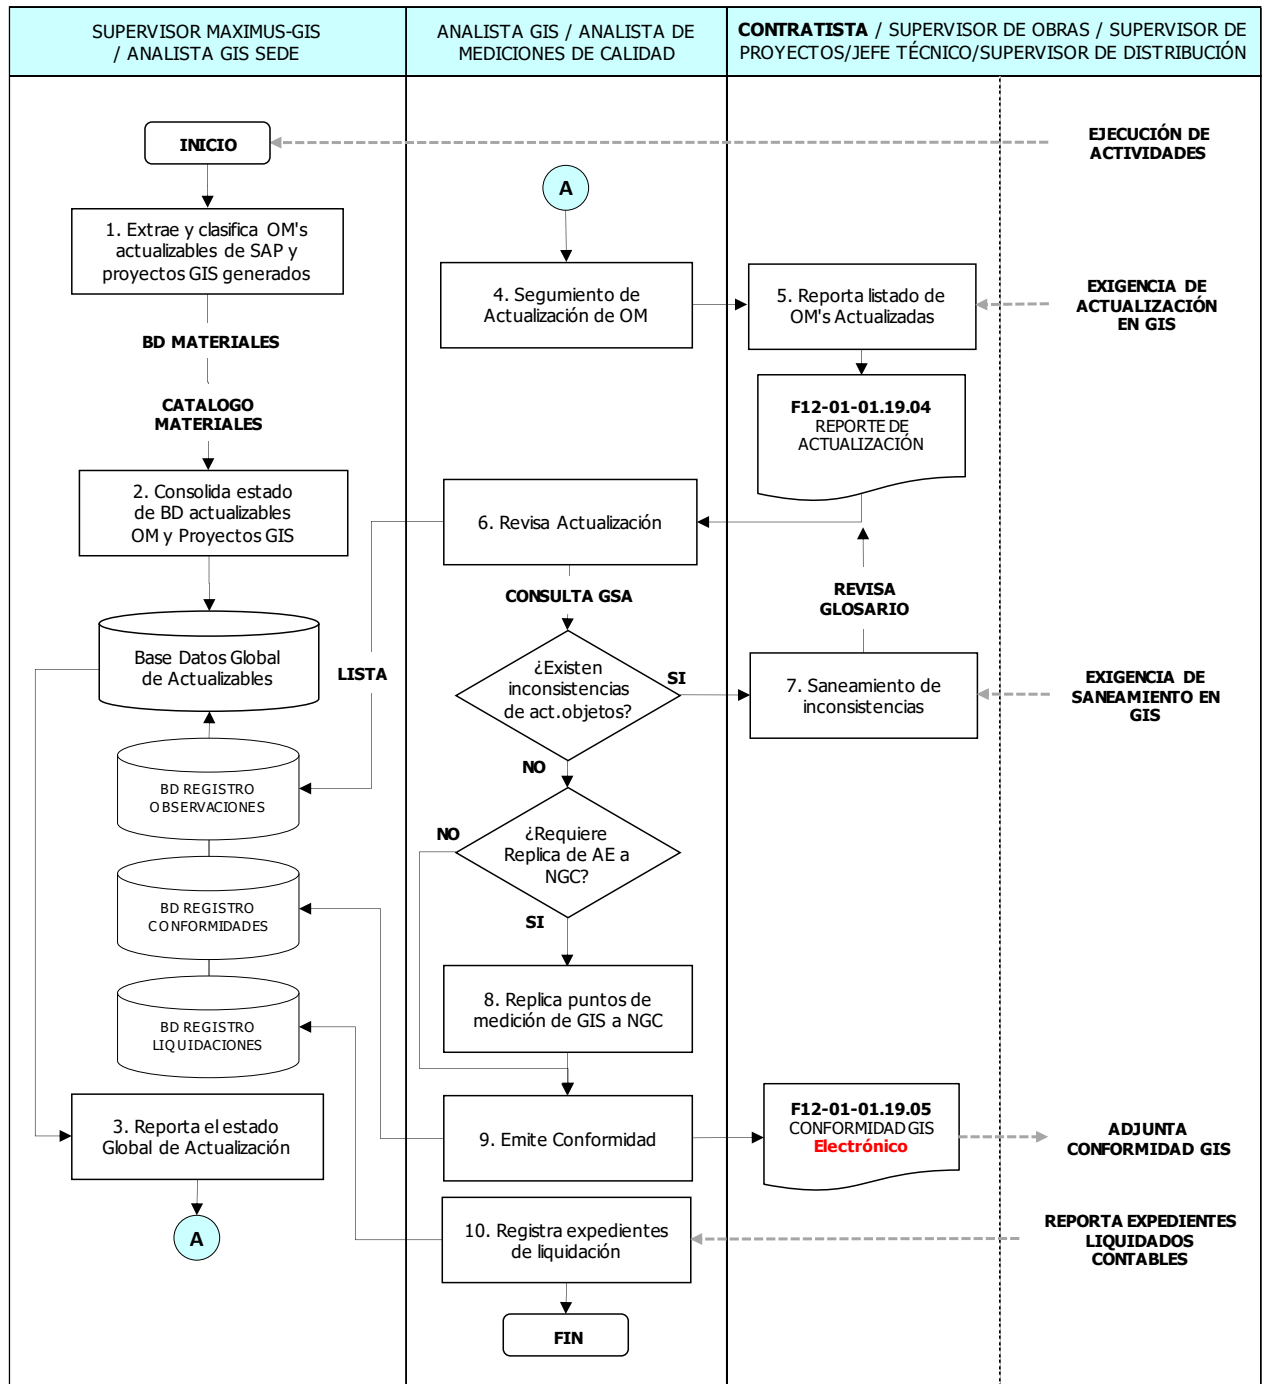 SUPERVISOR MAXIMUS-GIS
/ ANALISTA GIS SEDE
ANALISTA GIS / ANALISTA DE
MEDICIONES DE CALIDAD
CONTRATISTA / SUPERVISOR DE OBRAS / SUPERVISOR DE
PROYECTOS/JEFE TÉCNICO/SUPERVISOR DE DISTRIBUCIÓN
INICIO
EJECUCIÓN DE
ACTIVIDADES
A
1. Extrae y clasifica OM's
actualizables de SAP y
proyectos GIS generados
4. Segumiento de
Actualización de OM
5. Reporta listado de
OM's Actualizadas
EXIGENCIA DE
ACTUALIZACIÓN
EN GIS
BD MATERIALES
CATALOGO
MATERIALES
F12-01-01.19.04
REPORTE DE
ACTUALIZACIÓN
2. Consolida estado
de BD actualizables
OM y Proyectos GIS
6. Revisa Actualización
CONSULTA GSA
REVISA
GLOSARIO
Base Datos Global
de Actualizables
LISTA
¿Existen
inconsistencias
de act.objetos?
SI
7. Saneamiento de
inconsistencias
EXIGENCIA DE
SANEAMIENTO EN
GIS
NO
BD REGISTRO
OBSERVACIONES
NO
¿Requiere
Replica de AE a
NGC?
SI
BD REGISTRO
CONFORMIDADES
8. Replica puntos de
medición de GIS a NGC
BD REGISTRO
LIQUIDACIONES
3. Reporta el estado
Global de Actualización
9. Emite Conformidad
F12-01-01.19.05
CONFORMIDAD GIS
Electrónico
ADJUNTA
CONFORMIDAD GIS
A
10. Registra expedientes
de liquidación
REPORTA EXPEDIENTES
LIQUIDADOS
CONTABLES
FIN